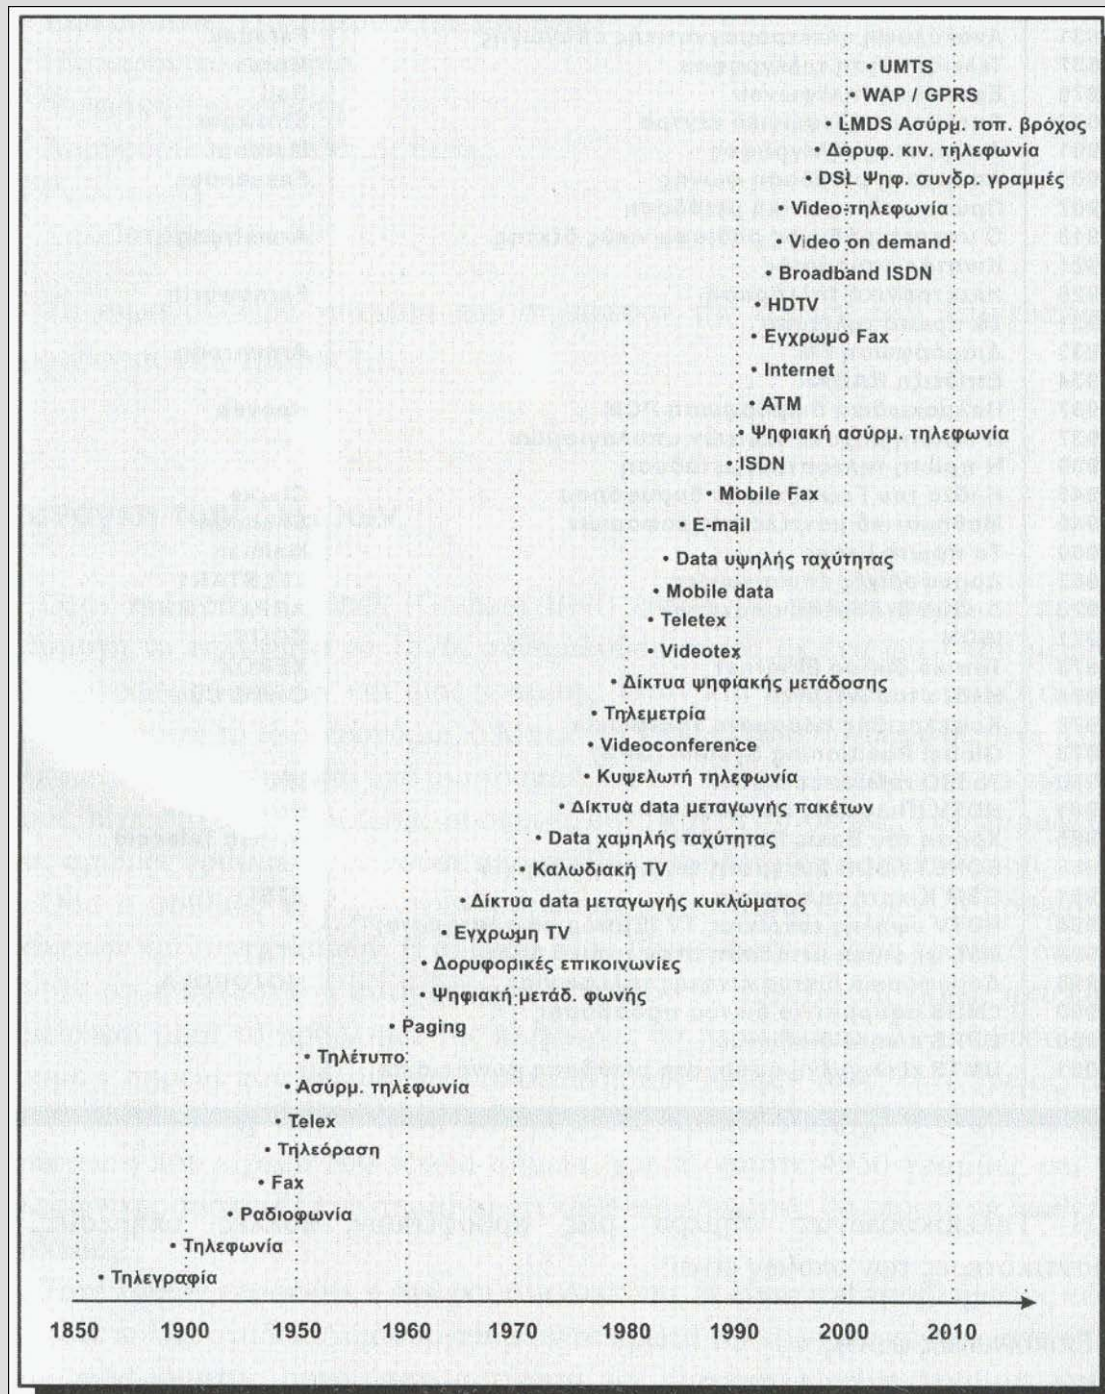 • UMTS
• WAP / GPRS
• LMDS Ασύρμ. τοπ. βρόχος
• Δορυφ. κιν. τηλεφωνία
• DSL Ψηφ. συνδρ. γραμμές
• Video-τηλεφωνία
• Video on demand
• Broadband ISDN
• HDTV
• Εγχρωμο Fax
• Internet
• ATM
• Ψηφιακή ασύρμ. τηλεφωνία
• ISDN
• Mobile Fax
• E-mail
• Data υψηλής ταχύτητας
• Mobile data
• Teletex
• Videotex
• Δίκτυα ψηφιακής μετάδοσης
• Τηλεμετρία
• Videoconference
• Κυψελωτή τηλεφωνία
• Δίκτυα data μεταγωγής πακέτων
• Data χαμηλής ταχύτητας
• Καλωδιακή TV
• Δίκτυα data μεταγωγής κυκλώματος
• Εγχρωμη TV
• Δορυφορικές επικοινωνίες
• Ψηφιακή μετάδ. φωνής
• Paging
• Τηλέτυπο
• Ασύρμ. τηλεφωνία
• Telex
• Τηλεόραση
• Fax
• Ραδιοφωνία
• Τηλεφωνία
• Τηλεγραφία
1850 1900 1950 1960 1970 1980 1990 2000 2010